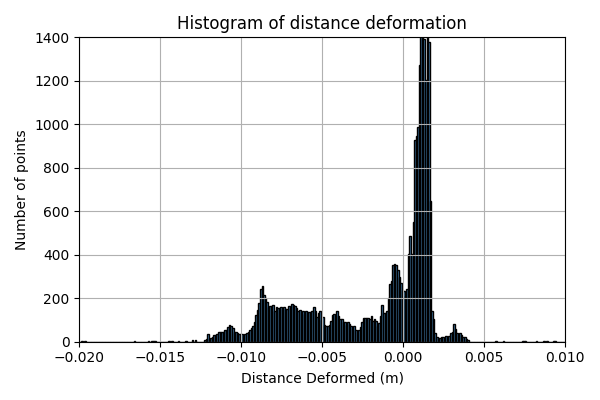 Histogram of distance deformation
1400
1200
1000
800
600
400
200
0
Number of points
−0.020 −0.015 −0.010 −0.005 0.000 0.005 0.010
Distance Deformed (m)